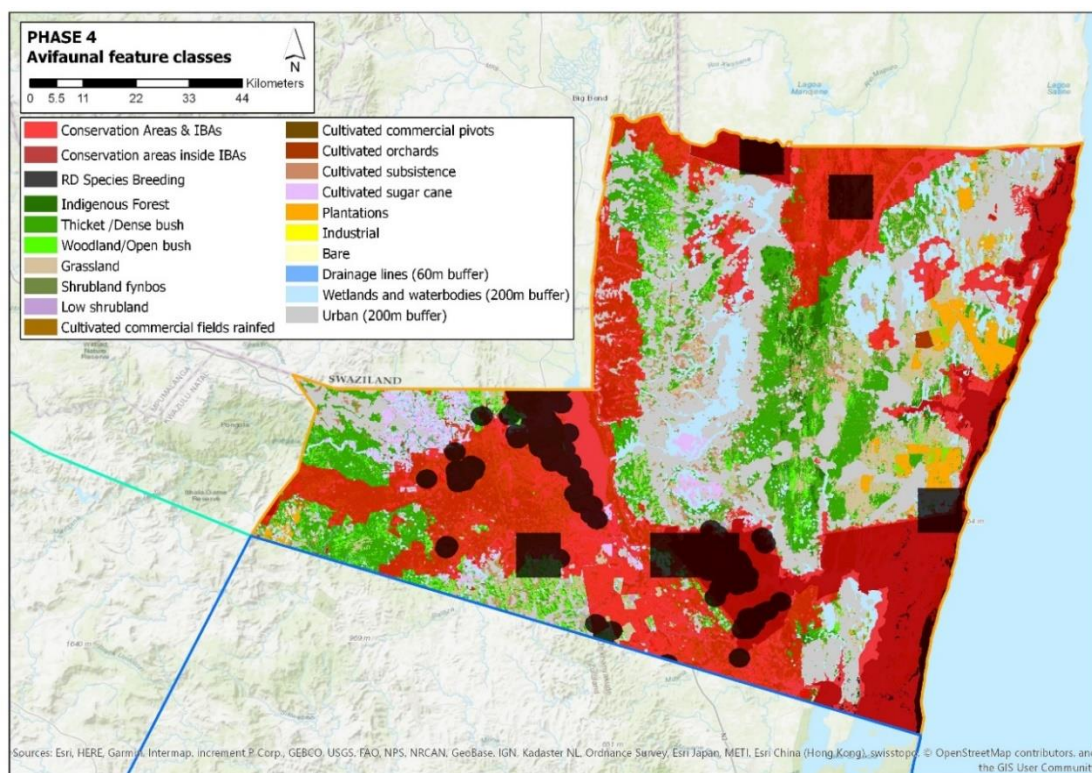 PHASE 4
Avifaunal feature classes
Kilometers
0 5.5 11 22 33 44
Conservation Areas & IBAs
Conservation areas inside IBAs
RD Species Breeding
Indigenous Forest
Thicket /Dense bush
Woodland/Open bush
Grassland
Shrubland fynbos
Low shrubland
Cultivated commercial fields rainfed
Cultivated commercial pivots
Cultivated orchards
Cultivated subsistence
Cultivated sugar cane
Plantations
Industrial
Bare
Drainage lines (60m buffer)
Wetlands and waterbodies (200m buffer)
Urban (200m buffer)
Big Bend
Lagoa
Lagoa
SWAZILAND
Sources: Esri, HERE, Garmin, Intermap, increment P Corp., GEBCO, USGS, FAO, NPS, NRCAN, GeoBase, IGN, Kadaster NL, Ordnance Survey, Esri Japan, METI, Esri China (Hong Kong), swisstopo, © OpenStreetMap contributors, and
the GIS User Communit